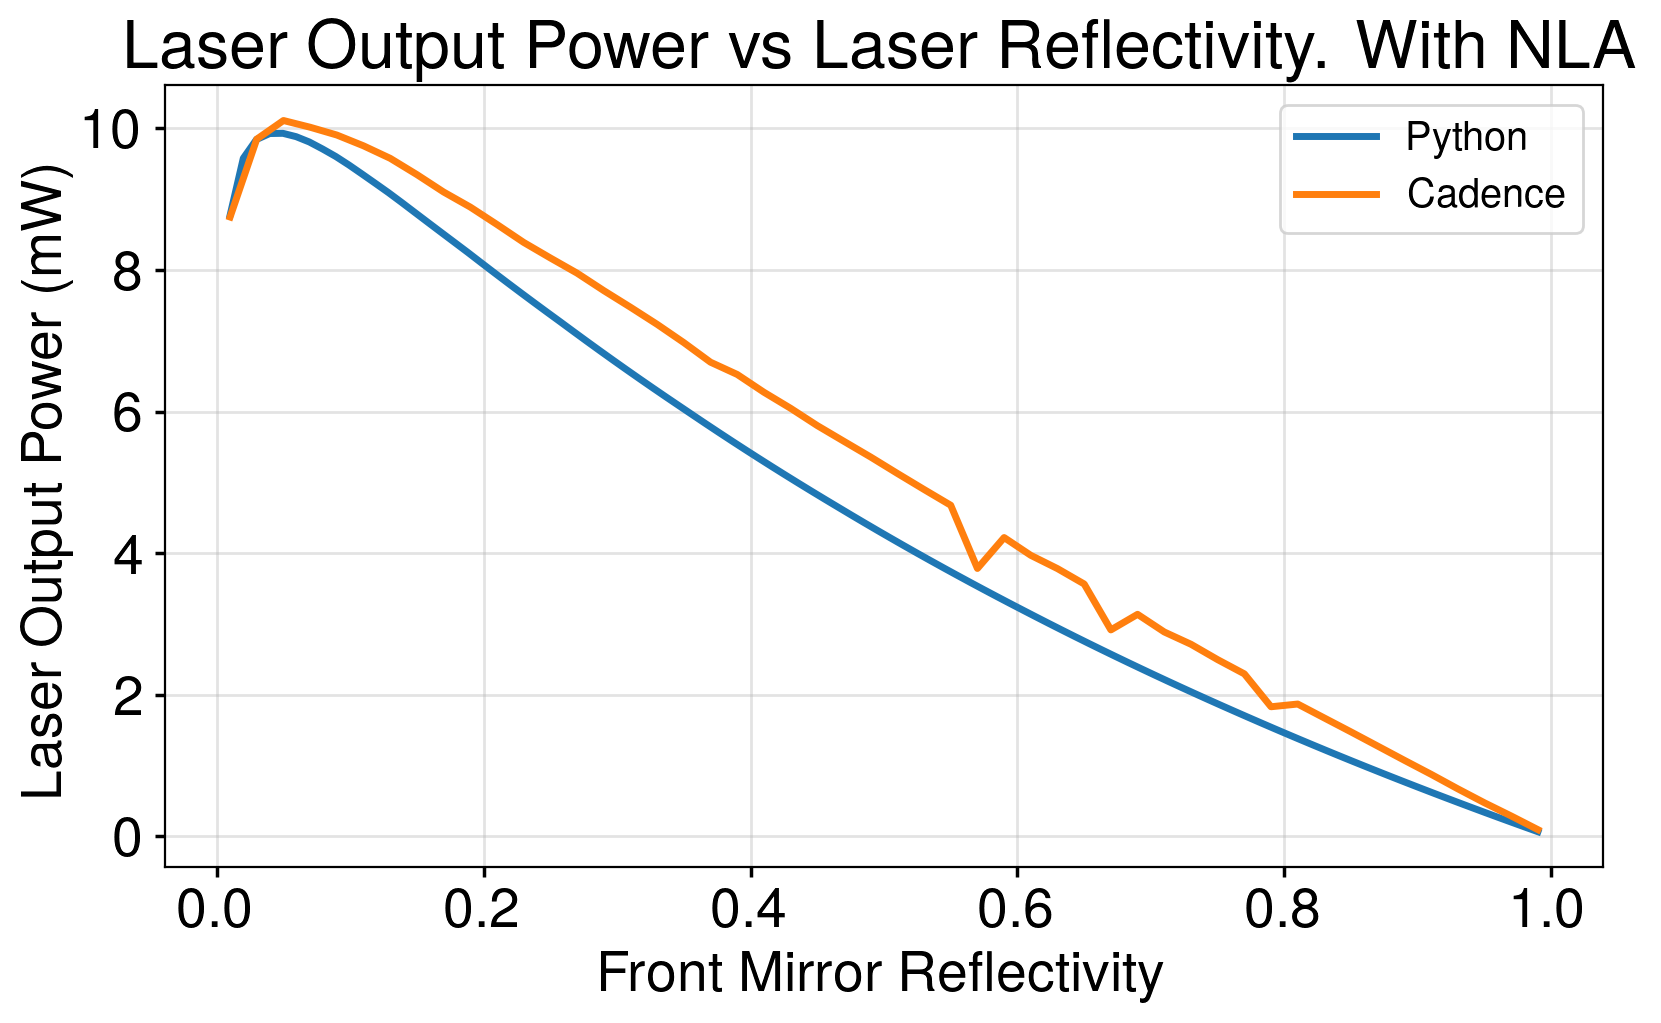 Laser Output Power vs Laser Reflectivity. With NLA
Python
Cadence
Laser Output Power (mW)
10
8
6
4
2
0
0.0 0.2 0.4 0.6 0.8 1.0
Front Mirror Reflectivity